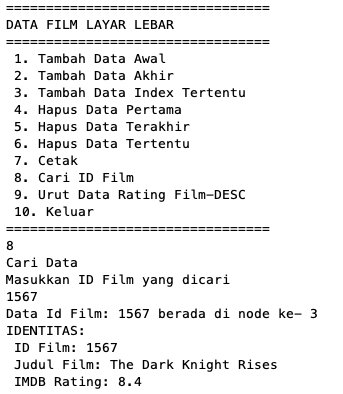 =================================
DATA FILM LAYAR LEBAR
=================================
1. Tambah Data Awal
2. Tambah Data Akhir
3. Tambah Data Index Tertentu
4. Hapus Data Pertama
5. Hapus Data Terakhir
6. Hapus Data Tertentu
7. Cetak
8. Cari ID Film
9. Urut Data Rating Film-DESC
10. Keluar
=================================
8
Cari Data
Masukkan ID Film yang dicari
1567
Data Id Film: 1567 berada di node ke- 3
IDENTITAS:
ID Film: 1567
Judul Film: The Dark Knight Rises
IMDB Rating: 8.4